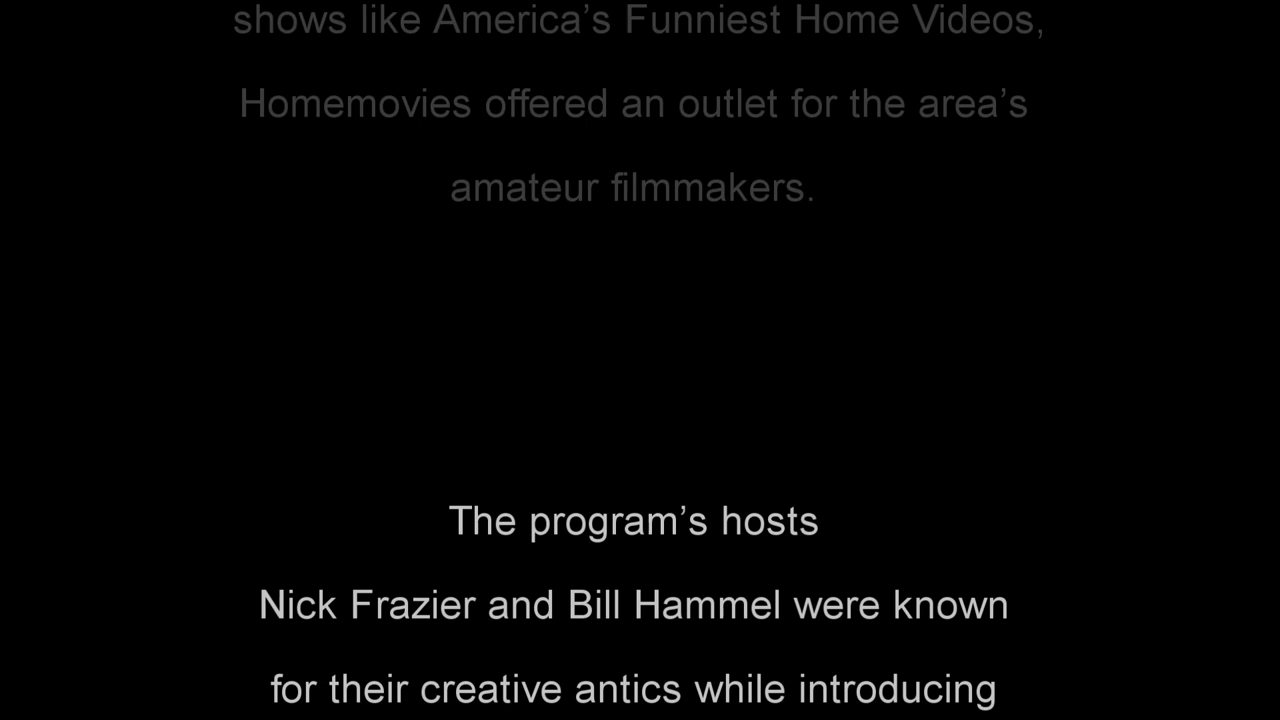 shows like America’s Funniest Home Videos,
Homemovies offered an outlet for the area’s
amateur filmmakers.
The program’s hosts
Nick Frazier and Bill Hammel were known
for their creative antics while introducing